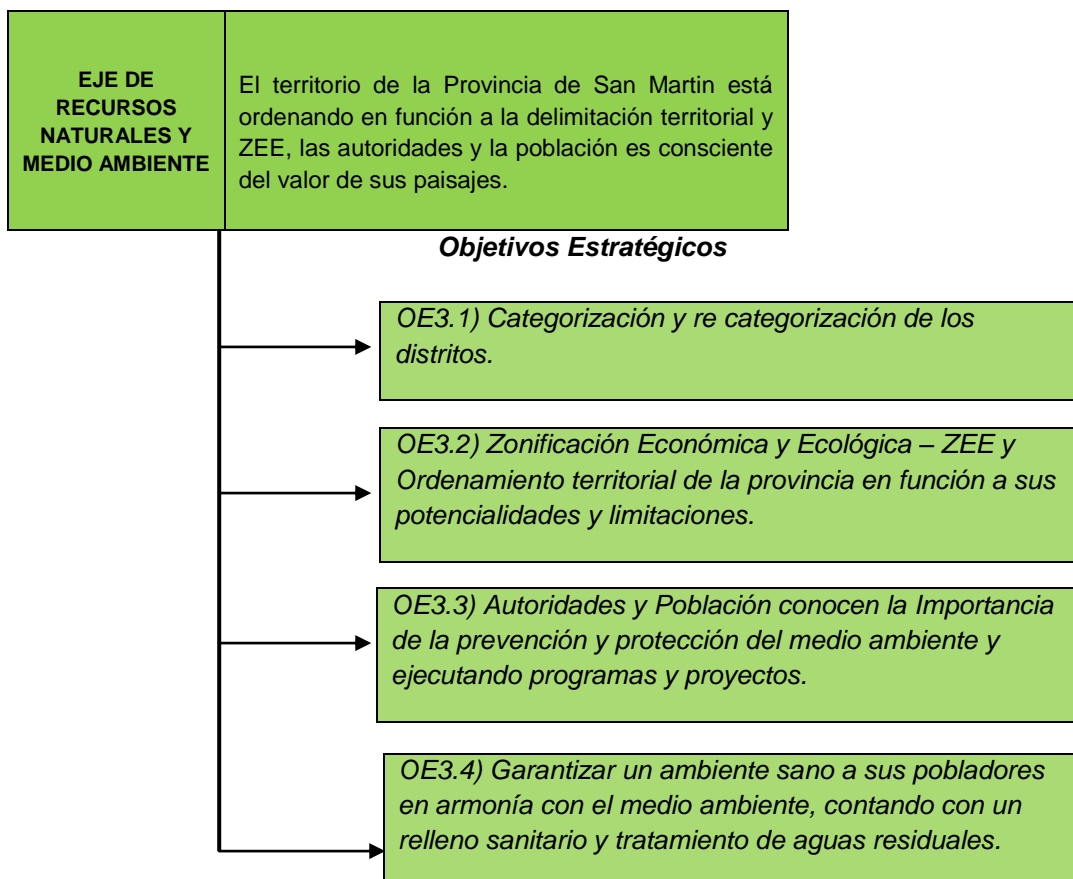 EJE DE
RECURSOS
NATURALES Y
MEDIO AMBIENTE
El territorio de la Provincia de San Martin está
ordenando en función a la delimitación territorial y
ZEE, las autoridades y la población es consciente
del valor de sus paisajes.
Objetivos Estratégicos
OE3.1) Categorización y re categorización de los
distritos.
OE3.2) Zonificación Económica y Ecológica – ZEE y
Ordenamiento territorial de la provincia en función a sus
potencialidades y limitaciones.
OE3.3) Autoridades y Población conocen la Importancia
de la prevención y protección del medio ambiente y
ejecutando programas y proyectos.
OE3.4) Garantizar un ambiente sano a sus pobladores
en armonía con el medio ambiente, contando con un
relleno sanitario y tratamiento de aguas residuales.